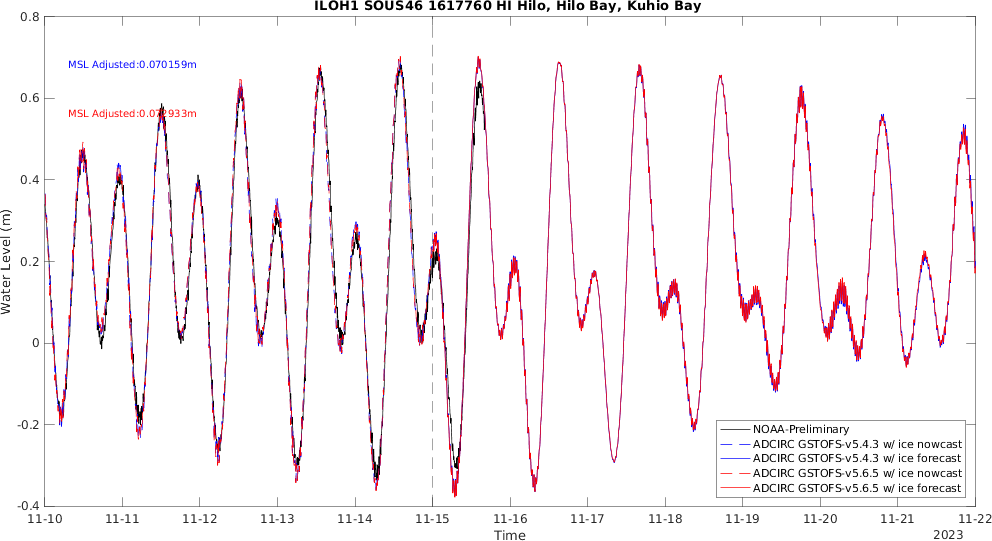 ILOH1 SOUS46 1617760 HI Hilo, Hilo Bay, Kuhio Bay
MSL Adjusted:0.070159m
MSL Adjusted:0.072933m
Water Level (m)
0.8
0.6
0.4
0.2
0
-0.2
-0.4
NOAA-Preliminary
ADCIRC GSTOFS-v5.4.3 w/ ice nowcast
ADCIRC GSTOFS-v5.4.3 w/ ice forecast
ADCIRC GSTOFS-v5.6.5 w/ ice nowcast
ADCIRC GSTOFS-v5.6.5 w/ ice forecast
11-10 11-11 11-12 11-13 11-14 11-15 11-16 11-17 11-18 11-19 11-20 11-21 11-22
Time
2023